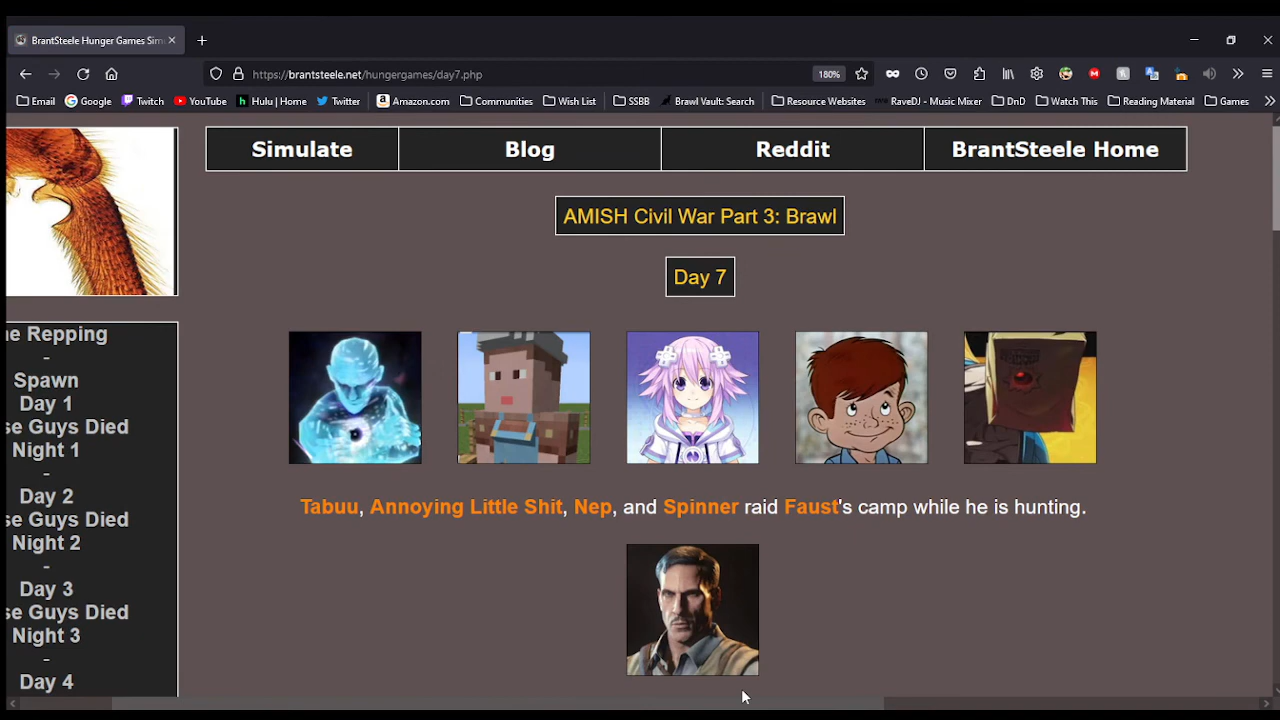 BrantSteele Hunger Games Sim
https://brantsteele.net/hungergames/day7.php
180%
Email Google Twitch YouTube Hulu | Home Twitter Amazon.com Communities Wish List SSBB Brawl Vault: Search Resource Websites RaveDJ - Music Mixer DnD Watch This Reading Material Games
Simulate Blog Reddit BrantSteele Home
AMISH Civil War Part 3: Brawl
Day 7
ne Repping
-
Spawn
Day 1
se Guys Died
Night 1
-
Day 2
se Guys Died
Night 2
-
Day 3
se Guys Died
Night 3
-
Day 4
Tabuu, Annoying Little Shit, Nep, and Spinner raid Faust's camp while he is hunting.